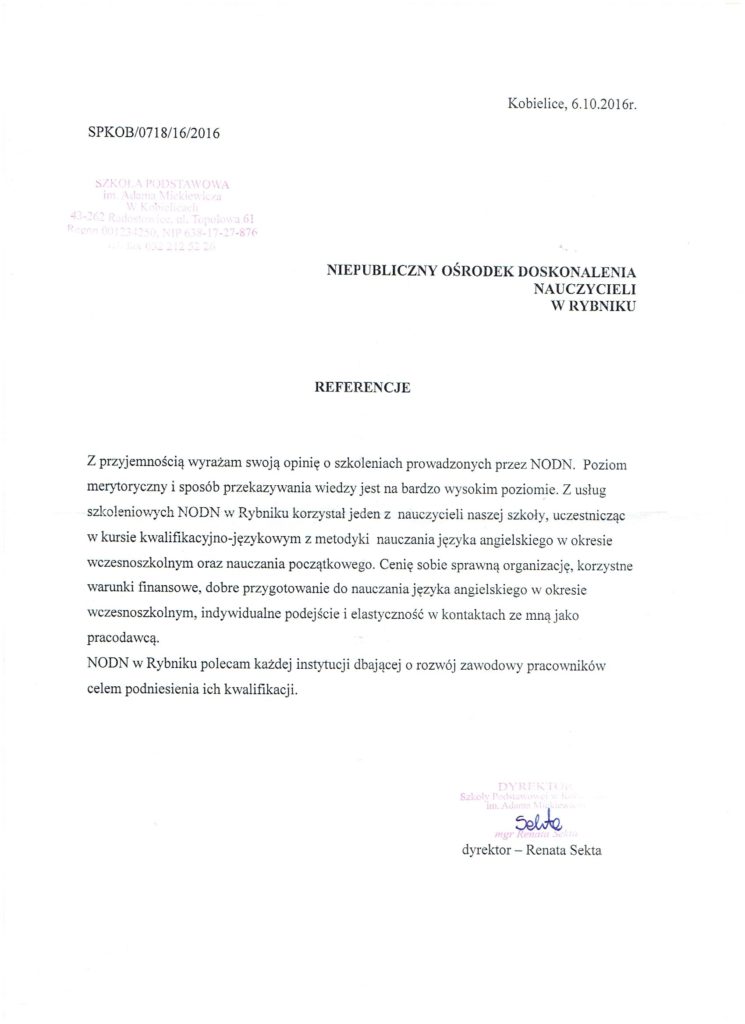 Kobielice, 6.10.2016r.
SPKOB/0718/16/2016
SZKOŁA PODSTAWOWA
im. Adama Mickiewicza
W Kobielicach
43-262 Radostowice, ul. Topolowa 61
Regon 001234250, NIP 638-17-27-876
tel. fax 032 212 52 26
NIEPUBLICZNY OŚRODEK DOSKONALENIA
NAUCZYCIELI
W RYBNIKU
REFERENCJE
Z przyjemnością wyrażam swoją opinię o szkoleniach prowadzonych przez NODN. Poziom
merytoryczny i sposób przekazywania wiedzy jest na bardzo wysokim poziomie. Z usług
szkoleniowych NODN w Rybniku korzystał jeden z nauczycieli naszej szkoły, uczestnicząc
w kursie kwalifikacyjno-językowym z metodyki nauczania języka angielskiego w okresie
wczesnoszkolnym oraz nauczania początkowego. Cenię sobie sprawną organizację, korzystne
warunki finansowe, dobre przygotowanie do nauczania języka angielskiego w okresie
wczesnoszkolnym, indywidualne podejście i elastyczność w kontaktach ze mną jako
pracodawcą.
NODN w Rybniku polecam każdej instytucji dbającej o rozwój zawodowy pracowników
celem podniesienia ich kwalifikacji.
DYREKTOR
Szkoły Podstawowej w
im. Adama Mickiewicza
Sekta
mgr Renata Sekta
dyrektor – Renata Sekta